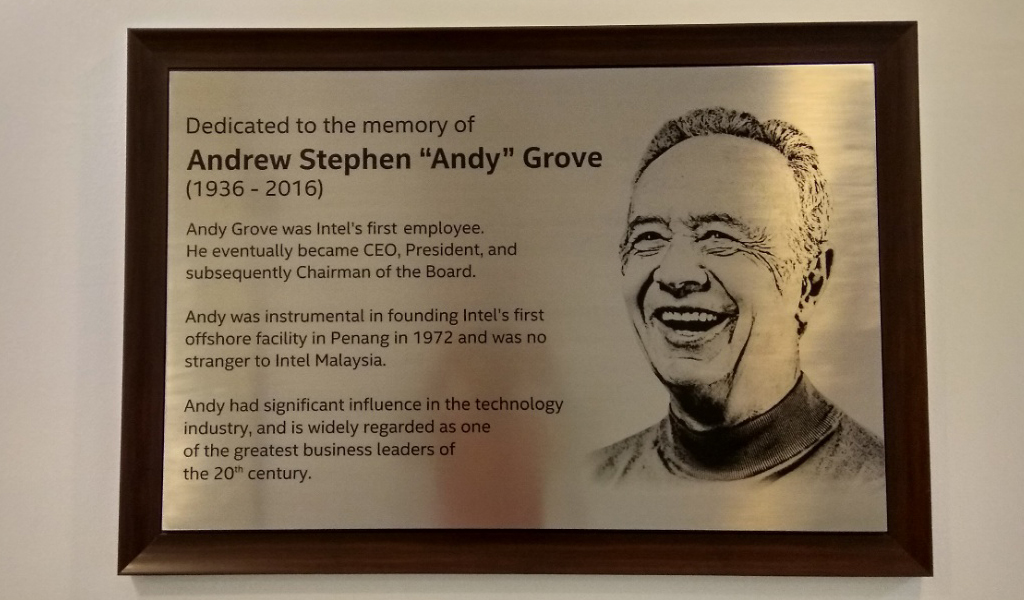 Dedicated to the memory of
Andrew Stephen “Andy” Grove
(1936 - 2016)
Andy Grove was Intel's first employee.
He eventually became CEO, President, and
subsequently Chairman of the Board.
Andy was instrumental in founding Intel's first
offshore facility in Penang in 1972 and was no
stranger to Intel Malaysia.
Andy had significant influence in the technology
industry, and is widely regarded as one
of the greatest business leaders of
the 20th century.